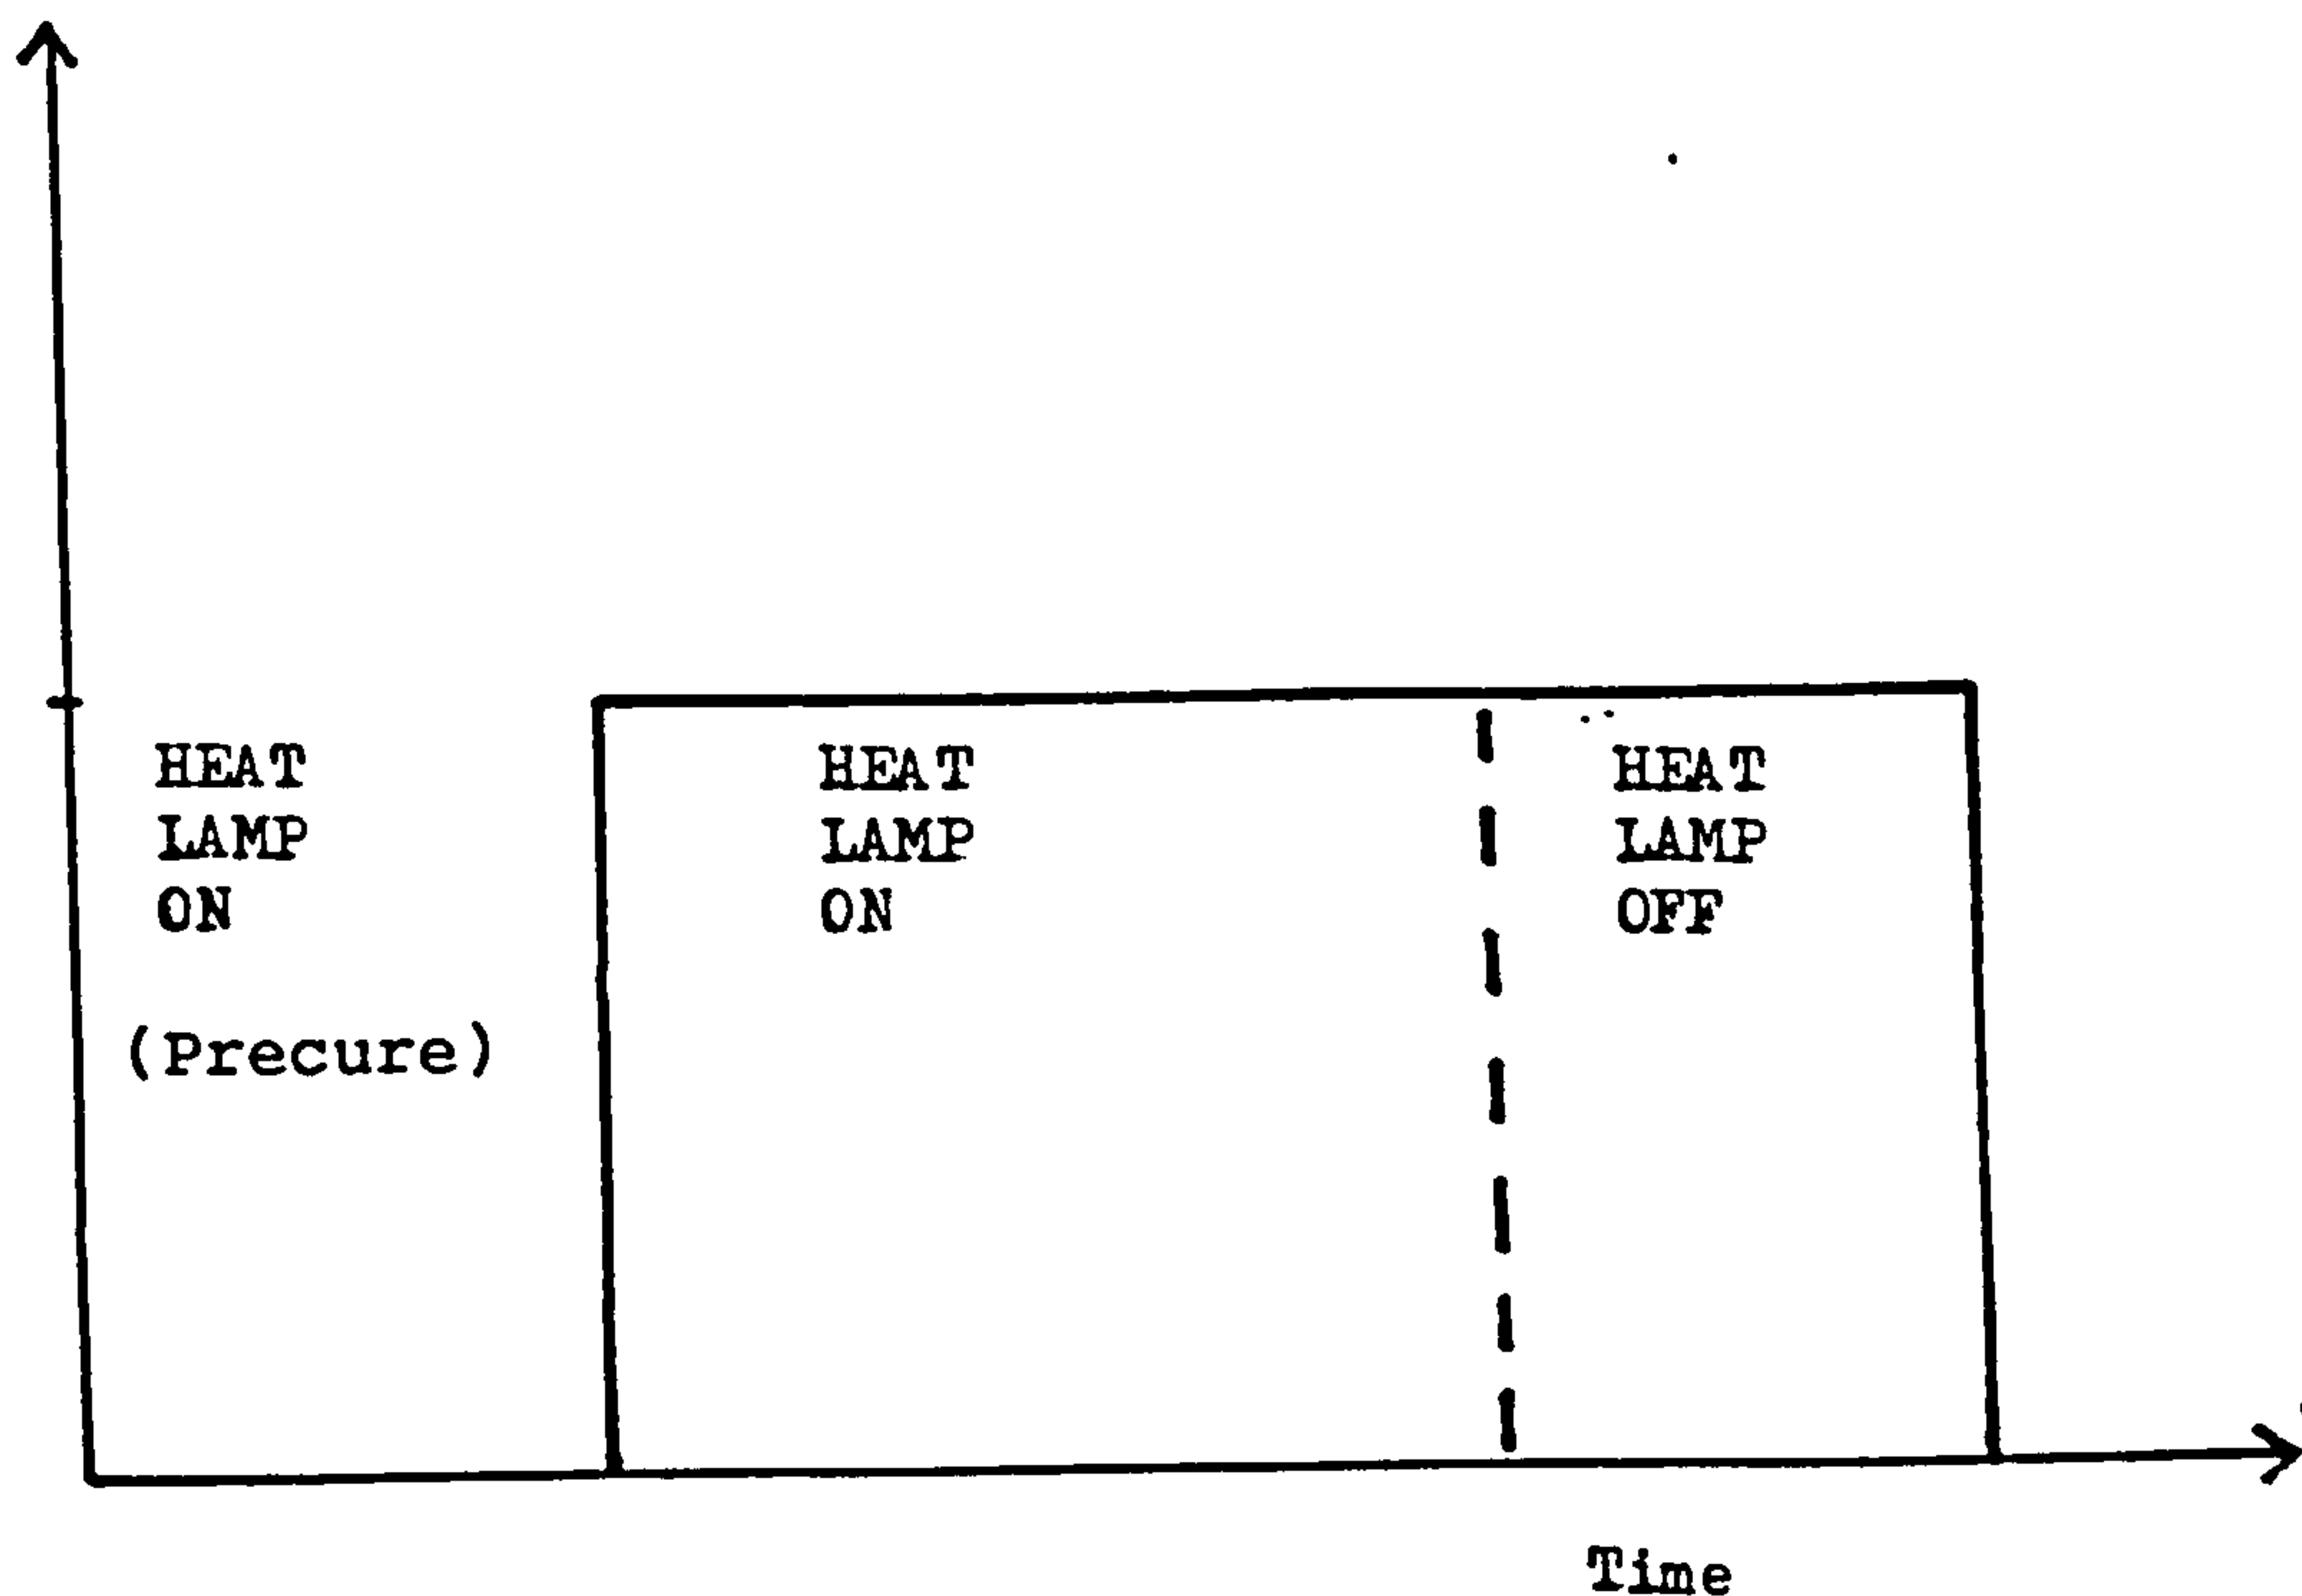 HEAT
LAMP
ON
(Precure)
HEAT
LAMP
ON
HEAT
LAMP
OFF
Time